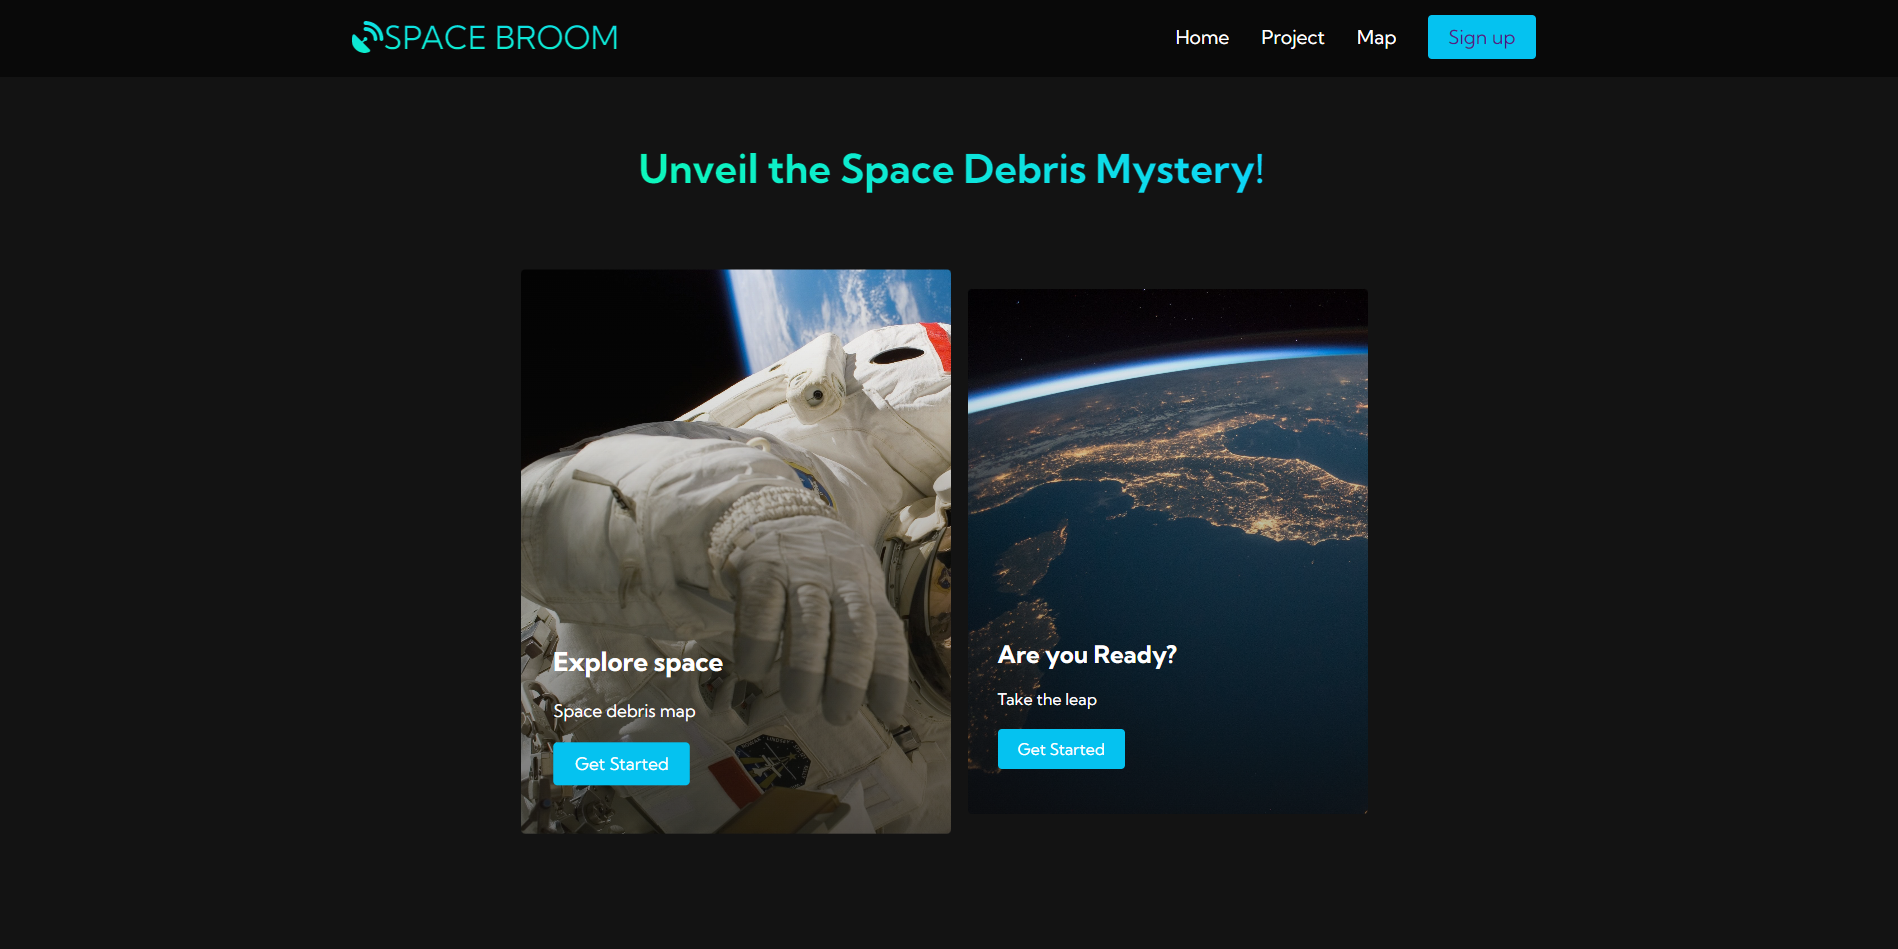 SPACE BROOM
Home Project Map Sign up
Unveil the Space Debris Mystery!
Explore space
Space debris map
Get Started
Are you Ready?
Take the leap
Get Started